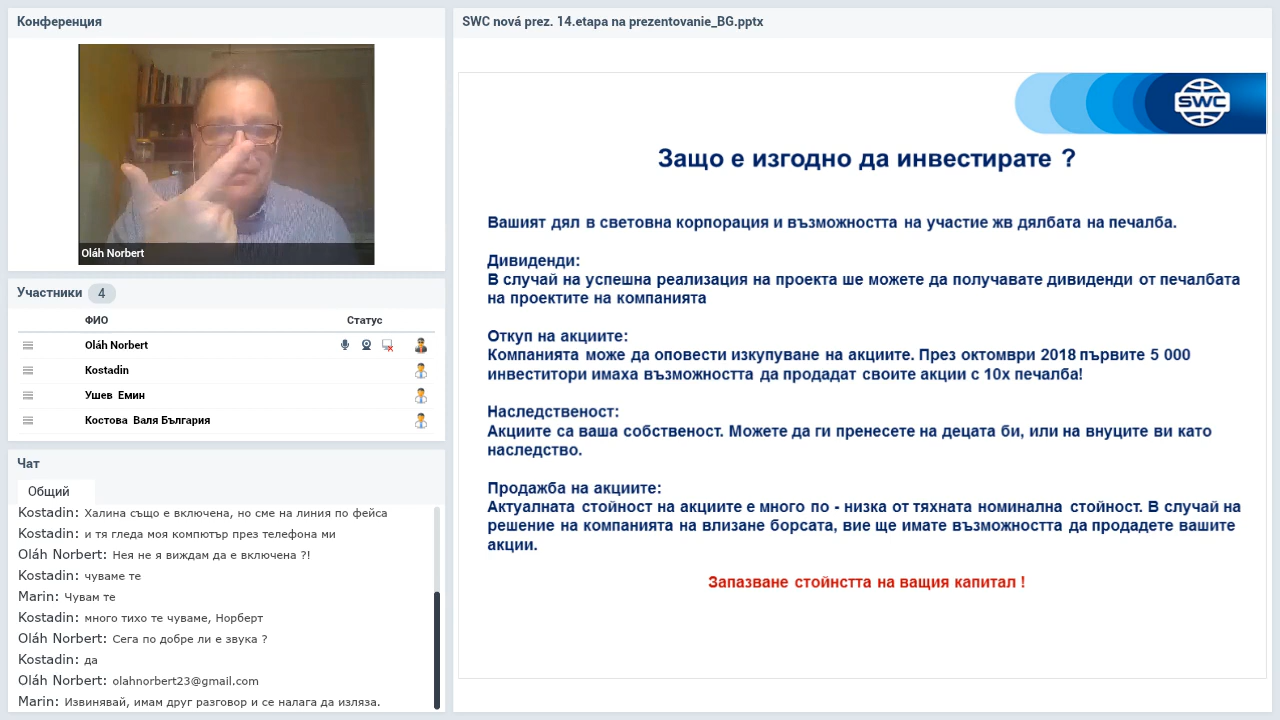 Конференция
Oláh Norbert
Участники 4
ФИО Статус
Oláh Norbert
Kostadin
Ушев Емин
Костова Валя България
Чат
Общий
Kostadin: Халина също е включена, но сме на линия по фейса
Kostadin: и тя гледа моя компютър през телефона ми
Oláh Norbert: Нея не я виждам да е включена ?!
Kostadin: чуваме те
Marin: Чувам те
Kostadin: много тихо те чуваме, Норберт
Oláh Norbert: Сега по добре ли е звука ?
Kostadin: да
Oláh Norbert: olahnorbert23@gmail.com
Marin: Извинявай, имам друг разговор и се налага да изляза.
SWC nová prez. 14.etapa na prezentovanie_BG.pptx
SWC
Защо е изгодно да инвестирате ?
Вашият дял в световна корпорация и възможността на участие жв дялбата на печалба.
Дивиденди:
В случай на успешна реализация на проекта ше можете да получавате дивиденди от печалбата
на проектите на компанията
Откуп на акциите:
Компанията може да оповести изкупуване на акциите. През октомври 2018 първите 5 000
инвеститори имаха възможността да продадат своите акции с 10х печалба!
Наследственост:
Акциите са ваша собственост. Можете да ги пренесете на децата би, или на внуците ви като
наследство.
Продажба на акциите:
Актуалната стойност на акциите е много по - низка от тяхната номинална стойност. В случай на
решение на компанията на влизане борсата, вие ще имате възможността да продадете вашите
акции.
Запазване стойнстта на ващия капитал !